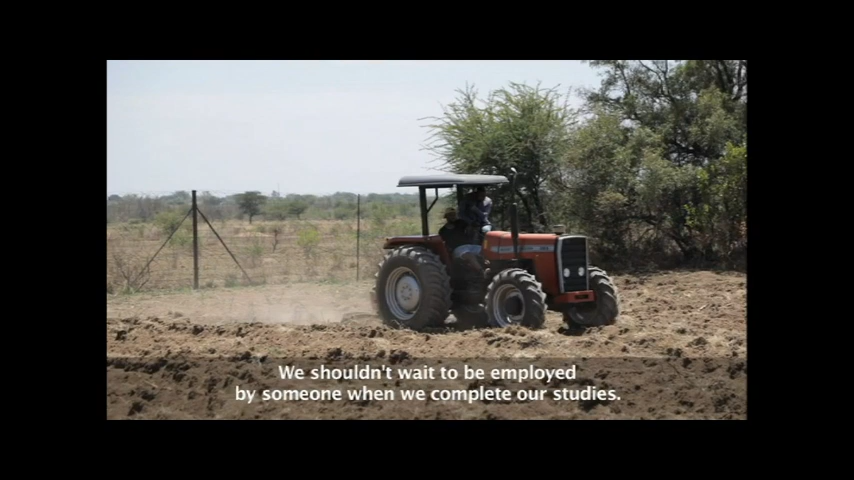 We shouldn't wait to be employed
by someone when we complete our studies.